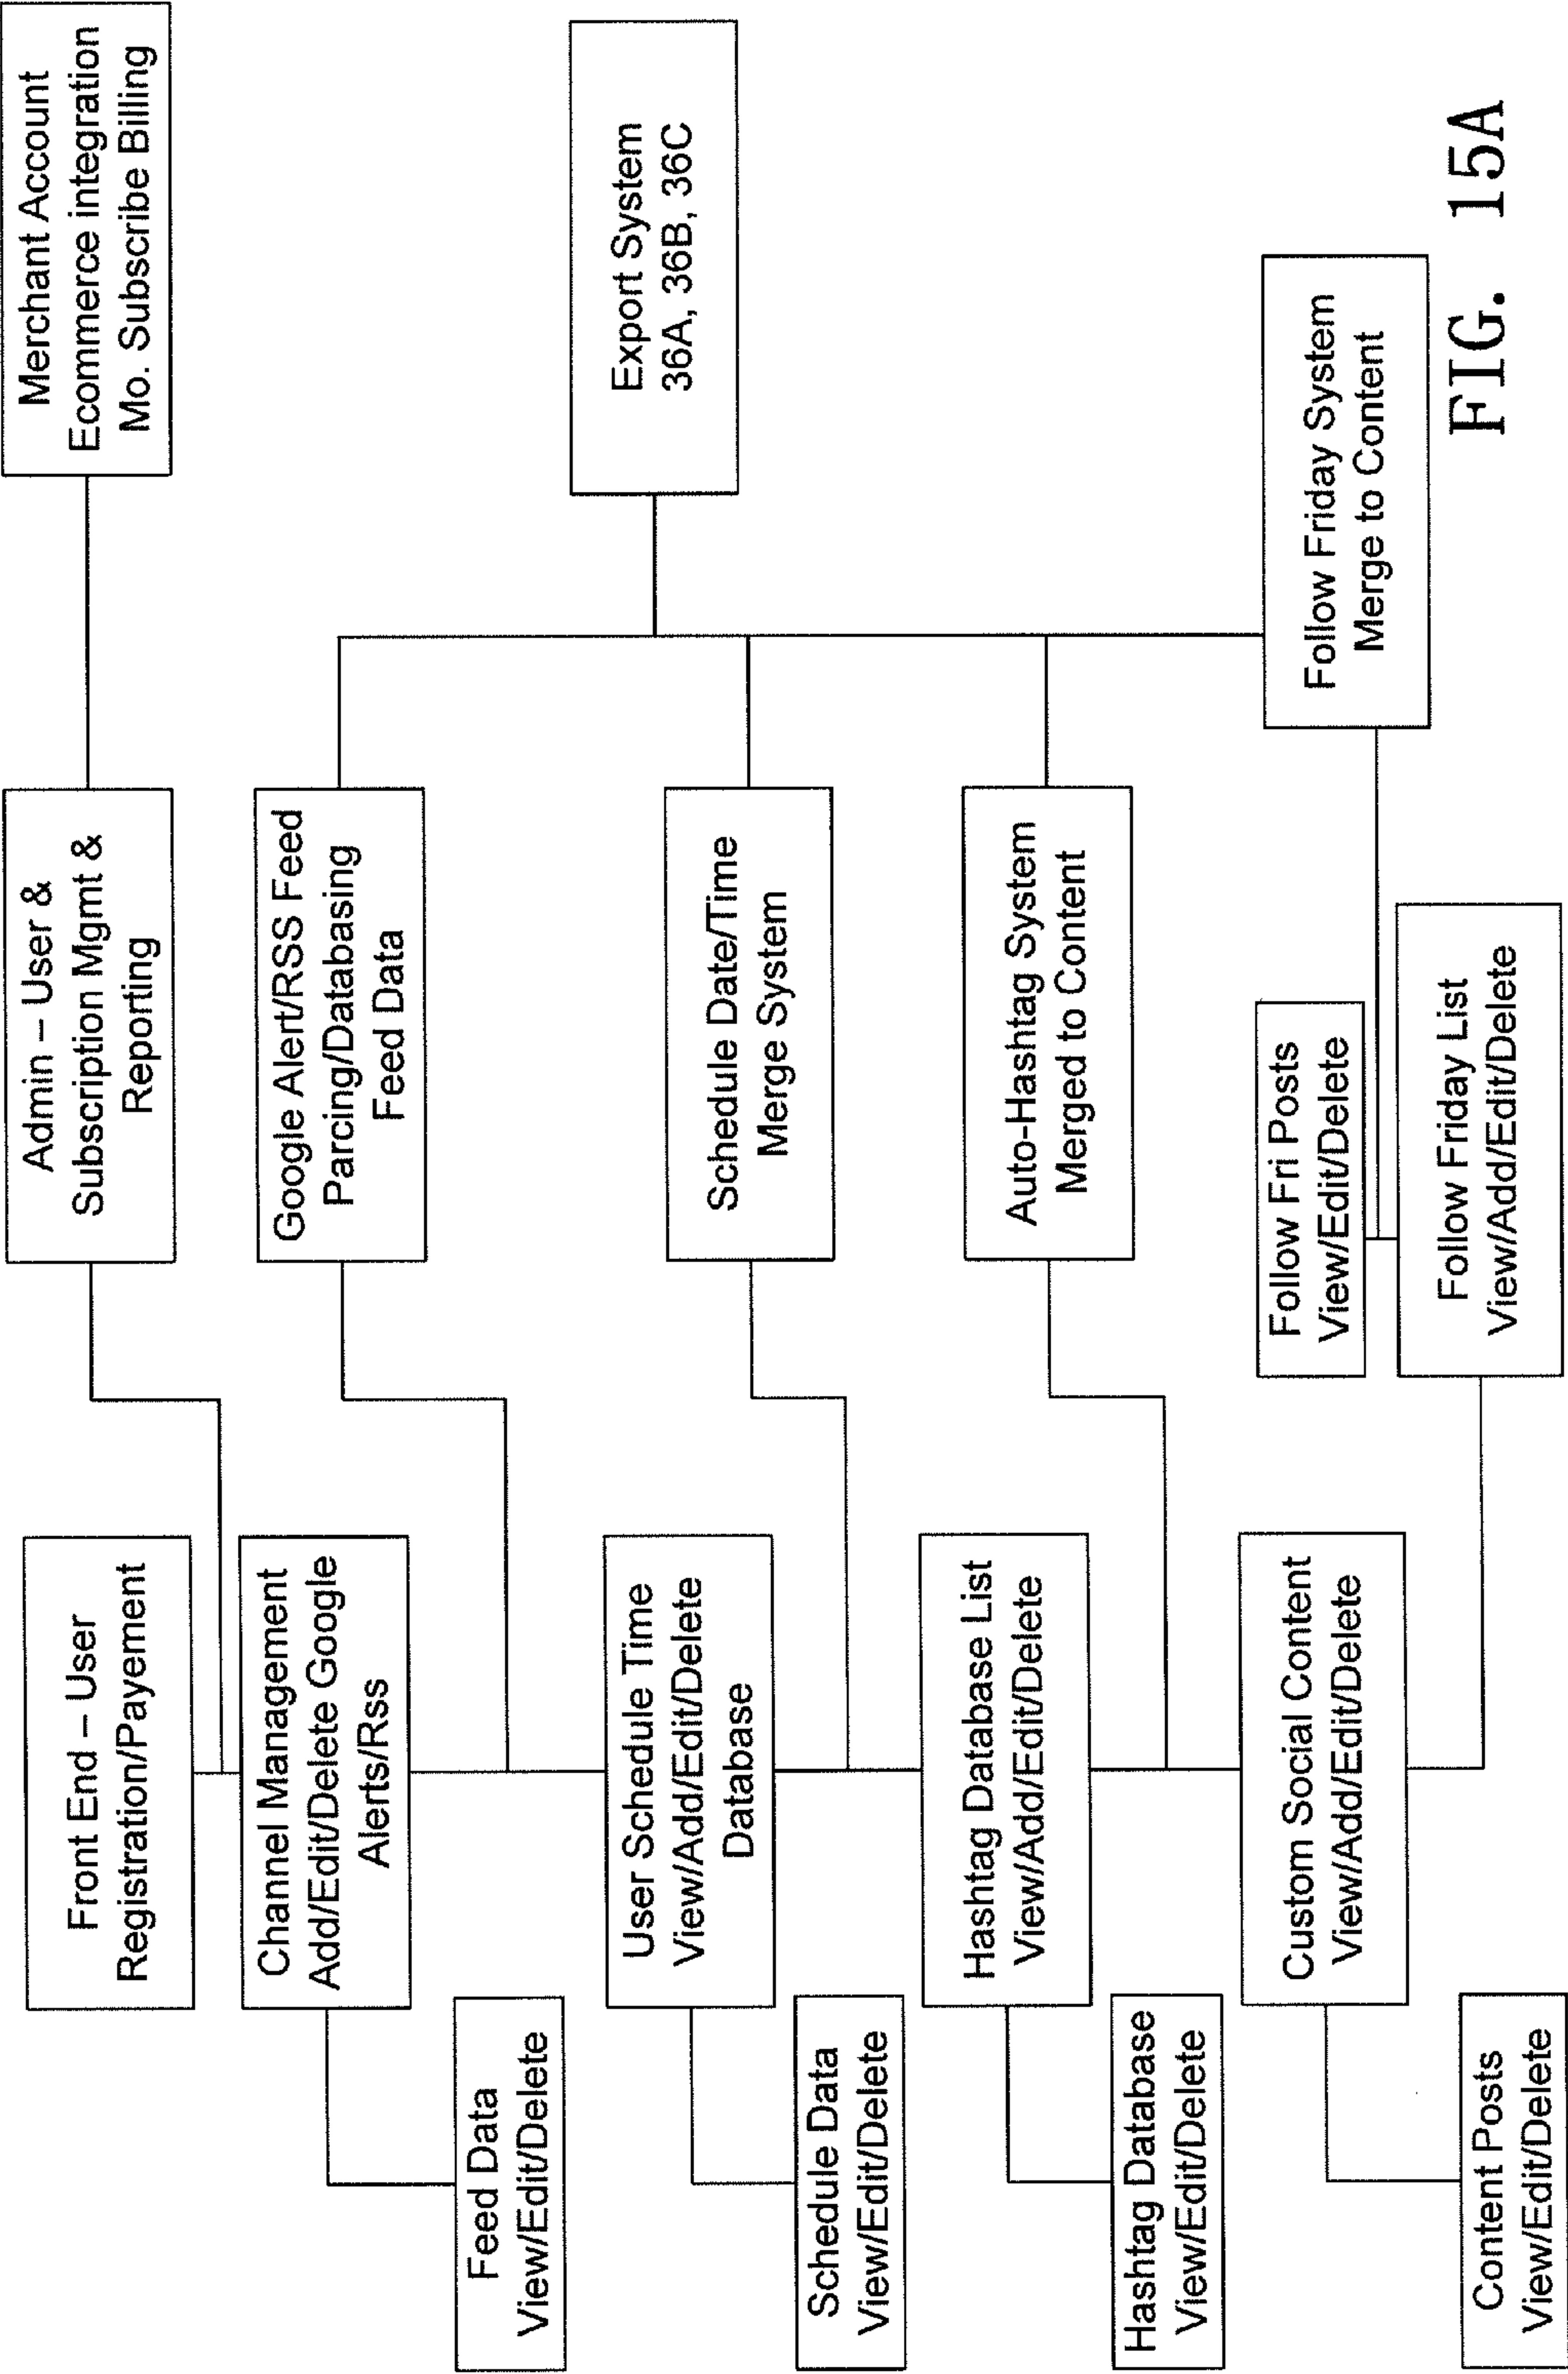 Front End – User
Registration/Payement
Channel Management
Add/Edit/Delete Google
Alerts/Rss
Feed Data
View/Edit/Delete
User Schedule Time
View/Add/Edit/Delete
Database
Schedule Data
View/Edit/Delete
Hashtag Database List
View/Add/Edit/Delete
Hashtag Database
View/Edit/Delete
Custom Social Content
View/Add/Edit/Delete
Content Posts
View/Edit/Delete
Admin – User &
Subscription Mgmt &
Reporting
Google Alert/RSS Feed
Parcing/Databasing
Feed Data
Schedule Date/Time
Merge System
Auto-Hashtag System
Merged to Content
Follow Fri Posts
View/Edit/Delete
Follow Friday List
View/Add/Edit/Delete
Merchant Account
Ecommerce integration
Mo. Subscribe Billing
Export System
36A, 36B, 36C
Follow Friday System
Merge to Content
FIG. 15A